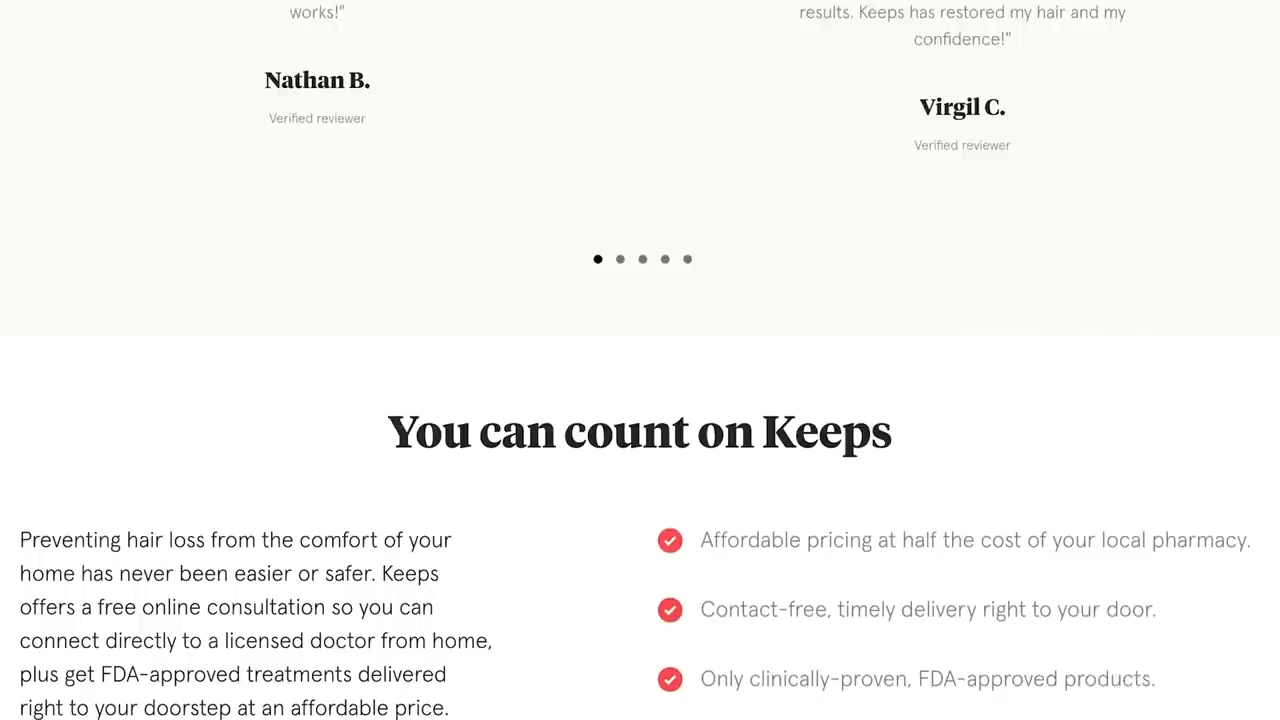 works!"
Nathan B.
Verified reviewer
results. Keeps has restored my hair and my
confidence!"
Virgil C.
Verified reviewer
You can count on Keeps
Preventing hair loss from the comfort of your
home has never been easier or safer. Keeps
offers a free online consultation so you can
connect directly to a licensed doctor from home,
plus get FDA-approved treatments delivered
right to your doorstep at an affordable price.
Affordable pricing at half the cost of your local pharmacy.
Contact-free, timely delivery right to your door.
Only clinically-proven, FDA-approved products.